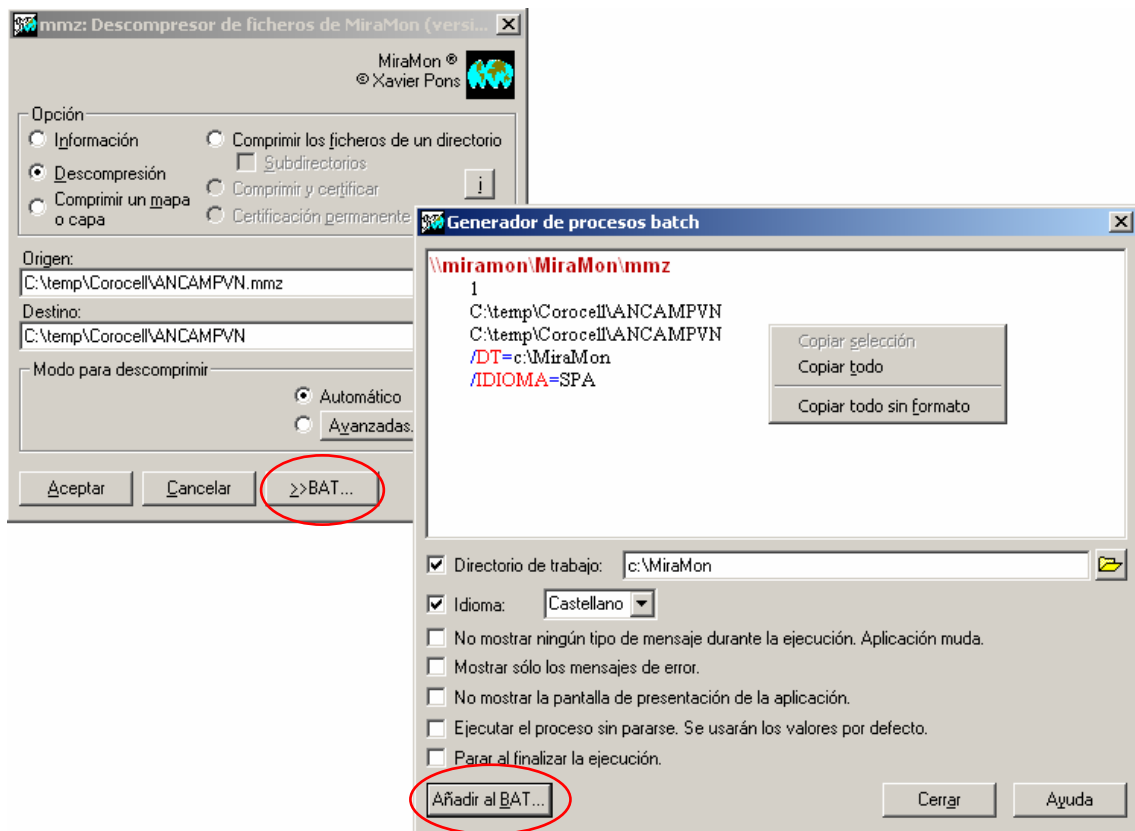 mmz: Descompresor de ficheros de MiraMon (versi...
MiraMon ®
© Xavier Pons
Opción
Información
Comprimir los ficheros de un directorio
Subdirectorios
Descompresión
Comprimir y certificar
i
Comprimir un mapa
o capa
Certificación permanente
Origen:
C:\temp\Corocell\ANCAMPVN.mmz
Destino:
C:\temp\Corocell\ANCAMPVN
Modo para descomprimir
Automático
Avanzadas.
Aceptar
Cancelar
>>BAT...
Generador de procesos batch
\\miramon\MiraMon\mmz
1
C:\temp\Corocell\ANCAMPVN
C:\temp\Corocell\ANCAMPVN
/DT=c:\MiraMon
/IDIOMA=SPA
Copiar selección
Copiar todo
Copiar todo sin formato
Directorio de trabajo:
c:\MiraMon
Idioma:
Castellano
No mostrar ningún tipo de mensaje durante la ejecución. Aplicación muda.
Mostrar sólo los mensajes de error.
No mostrar la pantalla de presentación de la aplicación.
Ejecutar el proceso sin pararse. Se usarán los valores por defecto.
Parar al finalizar la ejecución.
Añadir al BAT...
Cerrar
Ayuda